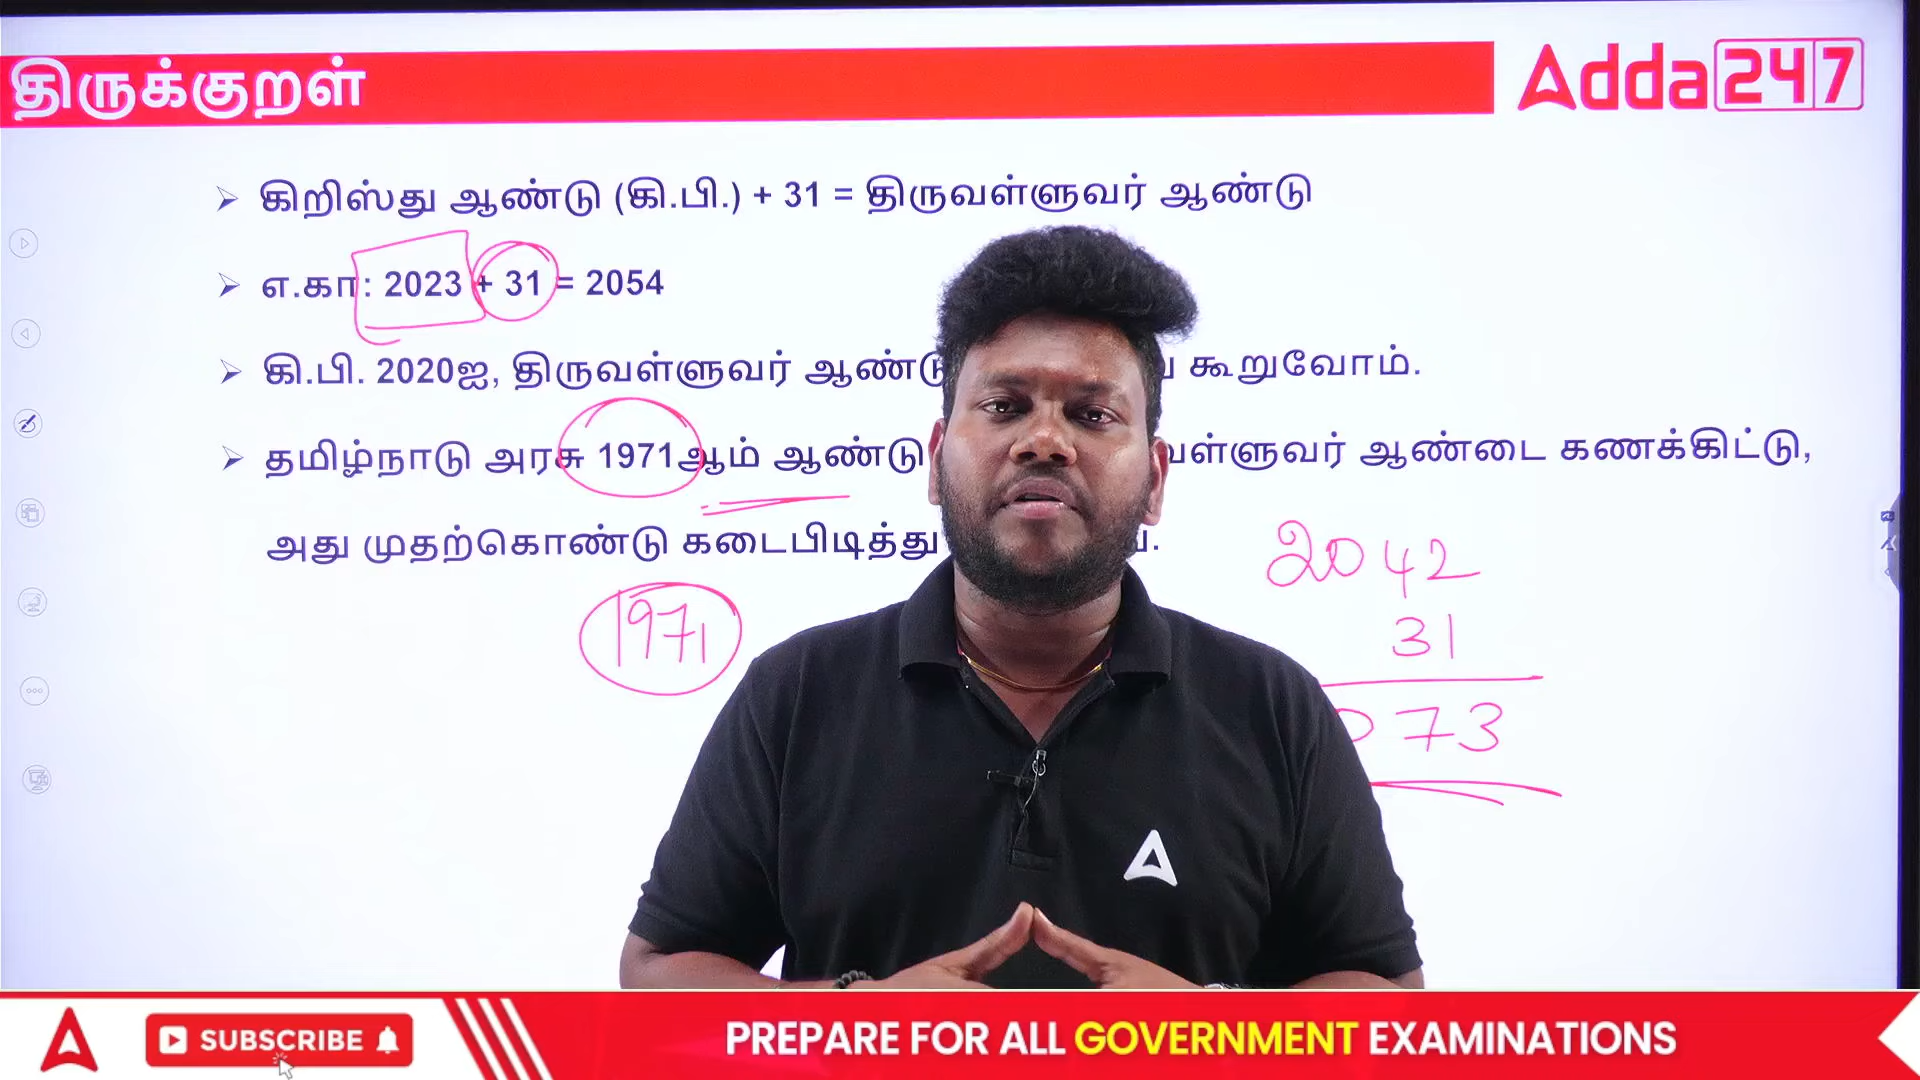 திருக்குறள்
Adda247
கிறிஸ்து ஆண்டு (கி.பி.) + 31 = திருவள்ளுவர் ஆண்டு
எ.கா: 2023 + 31 = 2054
கி.பி. 2020ஐ, திருவள்ளுவர் ஆண்டு கூறுவோம்.
தமிழ்நாடு அரசு 1971ஆம் ஆண்டு வள்ளுவர் ஆண்டை கணக்கிட்டு,
அது முதற்கொண்டு கடைபிடித்து
2042
31
1971
73
SUBSCRIBE
PREPARE FOR ALL GOVERNMENT EXAMINATIONS